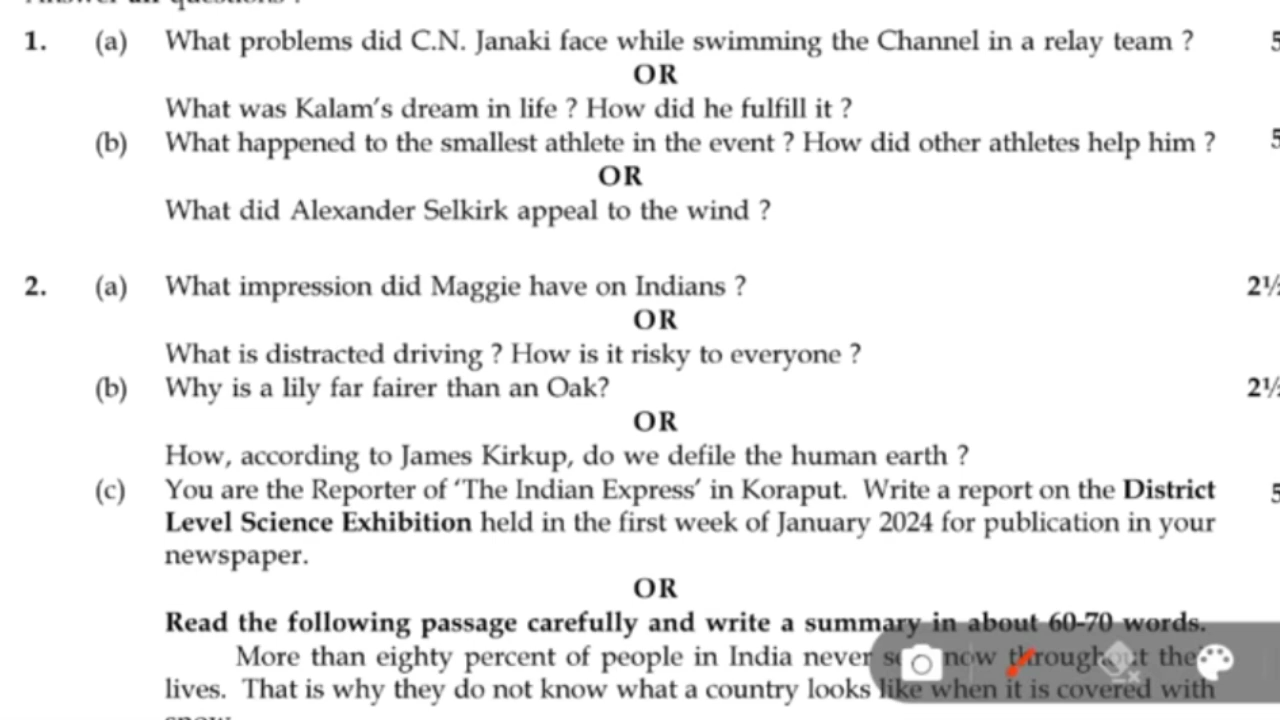 1. (a) What problems did C.N. Janaki face while swimming the Channel in a relay team ? 5
OR
What was Kalam's dream in life ? How did he fulfill it ?
(b) What happened to the smallest athlete in the event ? How did other athletes help him ? 5
OR
What did Alexander Selkirk appeal to the wind ?
2. (a) What impression did Maggie have on Indians ? 2½
OR
What is distracted driving ? How is it risky to everyone ?
(b) Why is a lily far fairer than an Oak? 2½
OR
How, according to James Kirkup, do we defile the human earth ?
(c) You are the Reporter of 'The Indian Express' in Koraput. Write a report on the District 5
Level Science Exhibition held in the first week of January 2024 for publication in your
newspaper.
OR
Read the following passage carefully and write a summary in about 60-70 words.
More than eighty percent of people in India never now throughout
lives. That is why they do not know what a country looks like when it is covered with